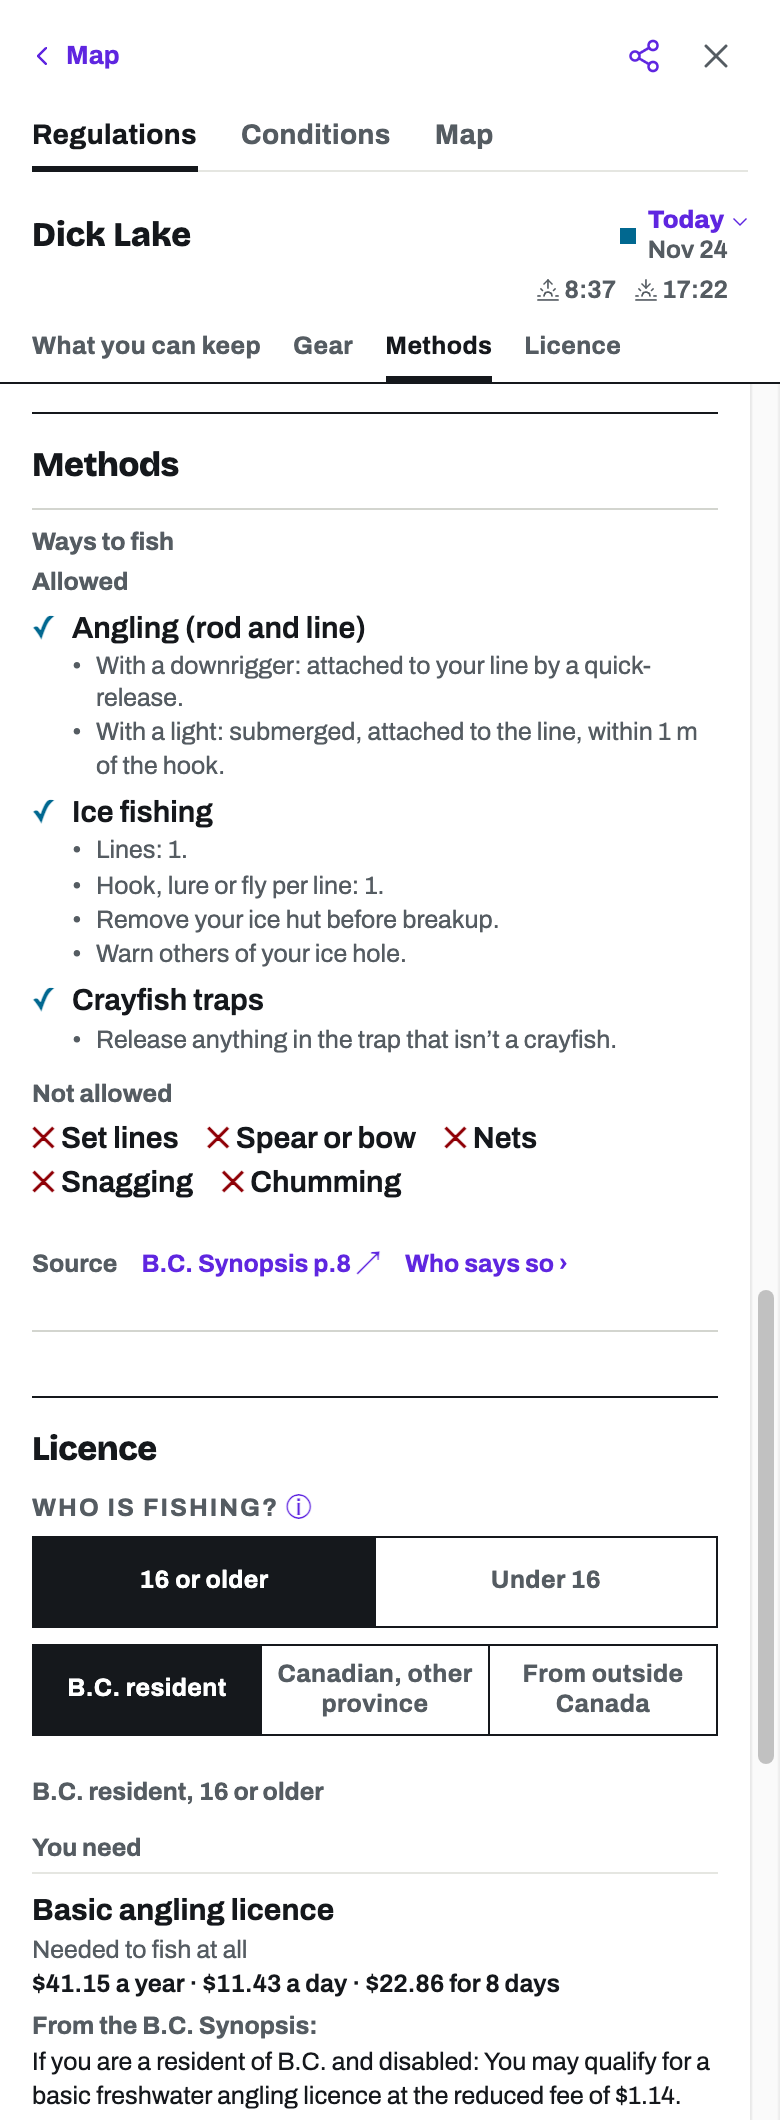 Map
Regulations Conditions Map
Dick Lake
Today
Nov 24
8:37 17:22
What you can keep Gear Methods Licence
Methods
Ways to fish
Allowed
Angling (rod and line)
• With a downrigger: attached to your line by a quick-
release.
• With a light: submerged, attached to the line, within 1 m
of the hook.
Ice fishing
• Lines: 1.
• Hook, lure or fly per line: 1.
• Remove your ice hut before breakup.
• Warn others of your ice hole.
Crayfish traps
• Release anything in the trap that isn’t a crayfish.
Not allowed
Set lines Spear or bow Nets
Snagging Chumming
Source B.C. Synopsis p.8 ↗ Who says so ›
Licence
WHO IS FISHING? ⓘ
16 or older Under 16
B.C. resident
Canadian, other
province
From outside
Canada
B.C. resident, 16 or older
You need
Basic angling licence
Needed to fish at all
$41.15 a year · $11.43 a day · $22.86 for 8 days
From the B.C. Synopsis:
If you are a resident of B.C. and disabled: You may qualify for a
basic freshwater angling licence at the reduced fee of $1.14.